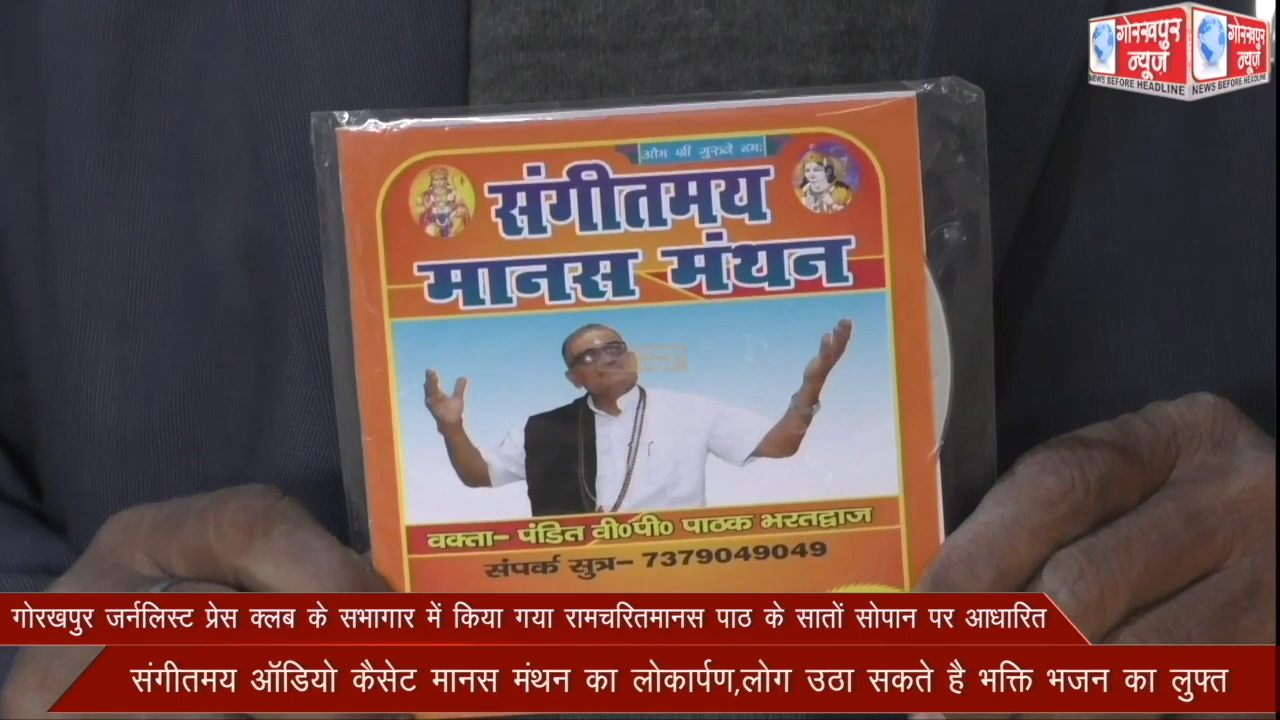 गोरखपुर
न्यूज़
NEWS BEFORE HEADLINE
गोरखपुर
न्यूज़
NEWS BEFORE HEADLINE
ओम श्री गुरुवे नमः
संगीतमय
मानस मंथन
वक्ता- पंडित वी०पी० पाठक भरतद्वाज
संपर्क सुत्र- 7379049049
गोरखपुर जर्नलिस्ट प्रेस क्लब के सभागार में किया गया रामचरितमानस पाठ के सातों सोपान पर आधारित
संगीतमय ऑडियो कैसेट मानस मंथन का लोकार्पण,लोग उठा सकते है भक्ति भजन का लुफ्त